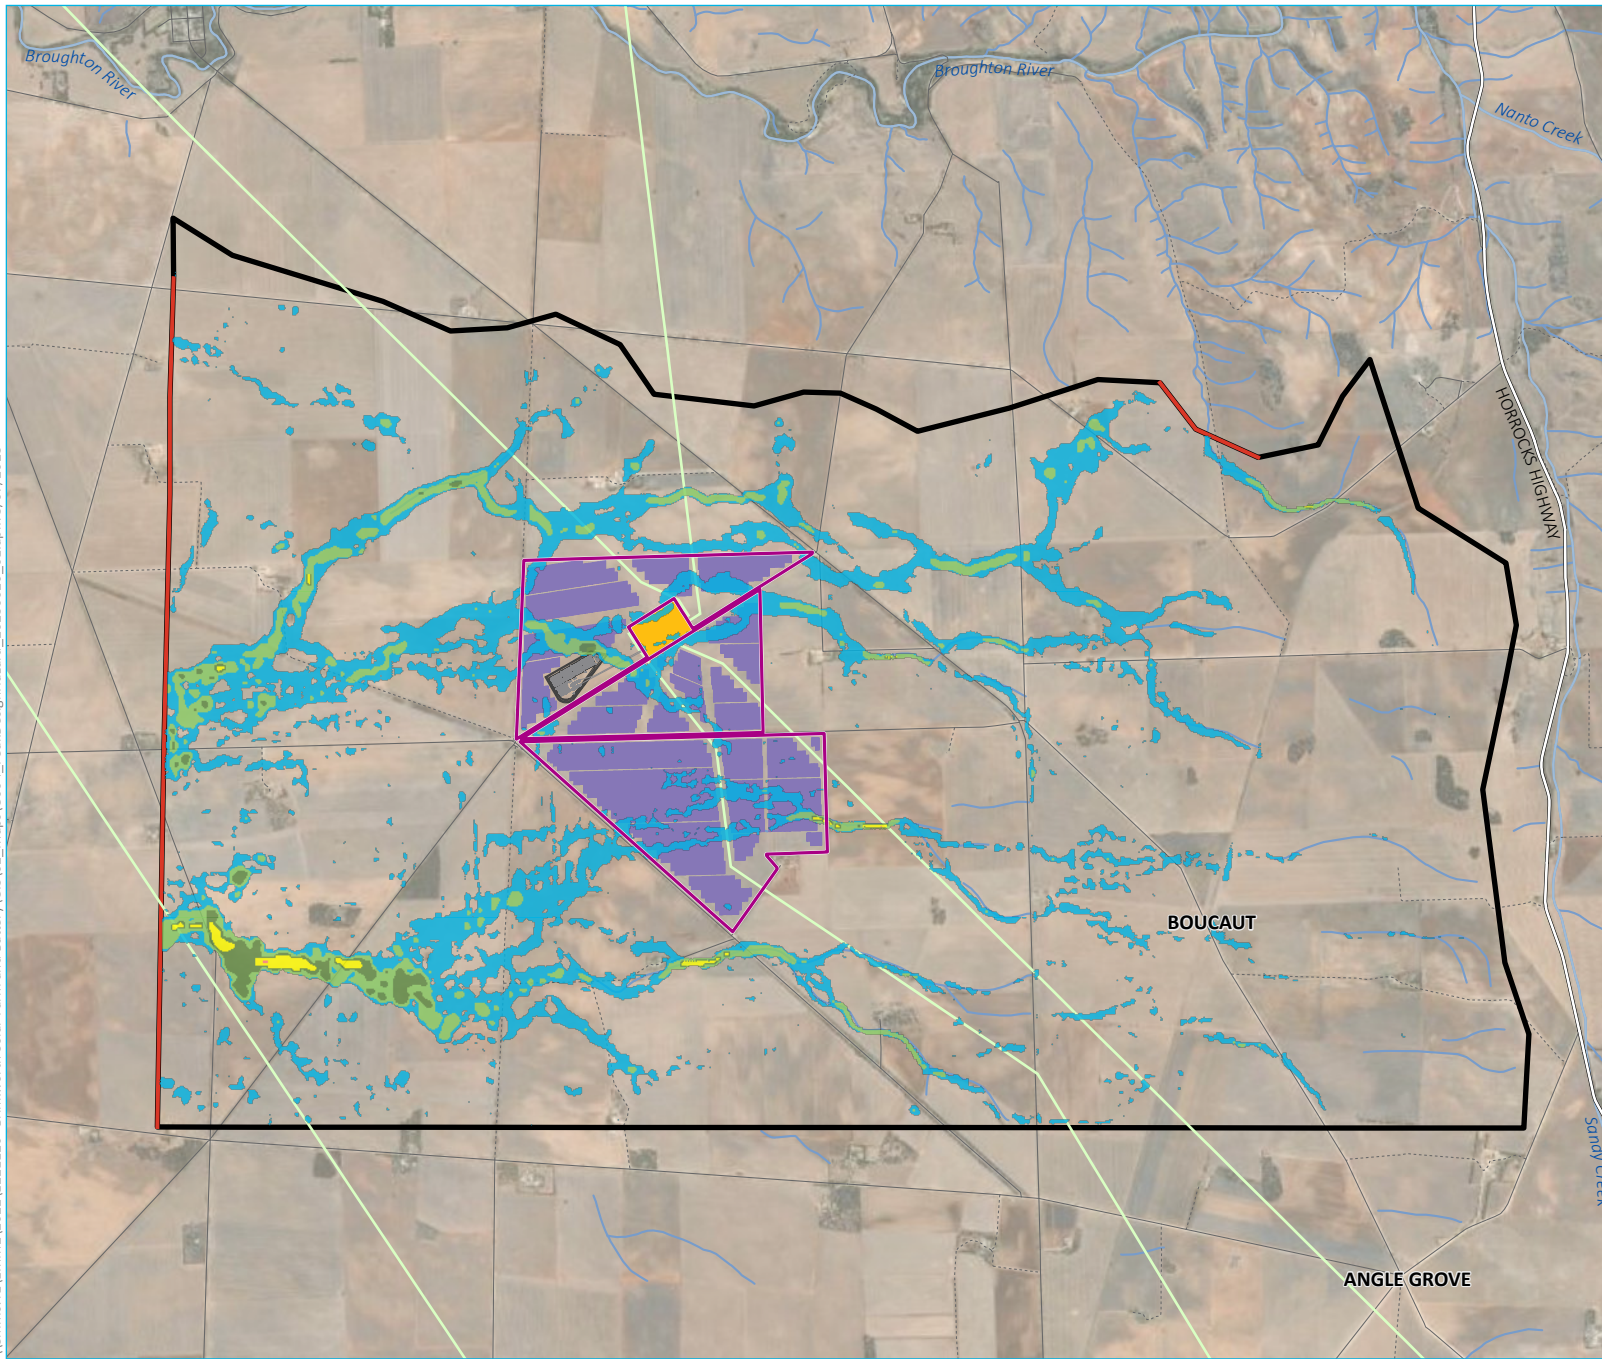 Broughton River
Broughton River
Nanto Creek
HORROCKS HIGHWAY
BOUCAUT
Sandy Creek
ANGLE GROVE